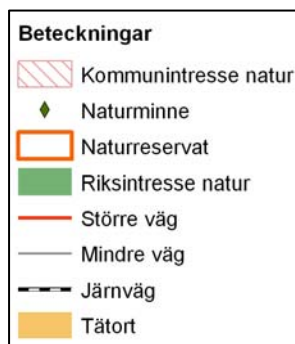 Beteckningar
Kommunintresse natur
Naturminne
Naturreservat
Riksintresse natur
Större väg
Mindre väg
Järnväg
Tätort